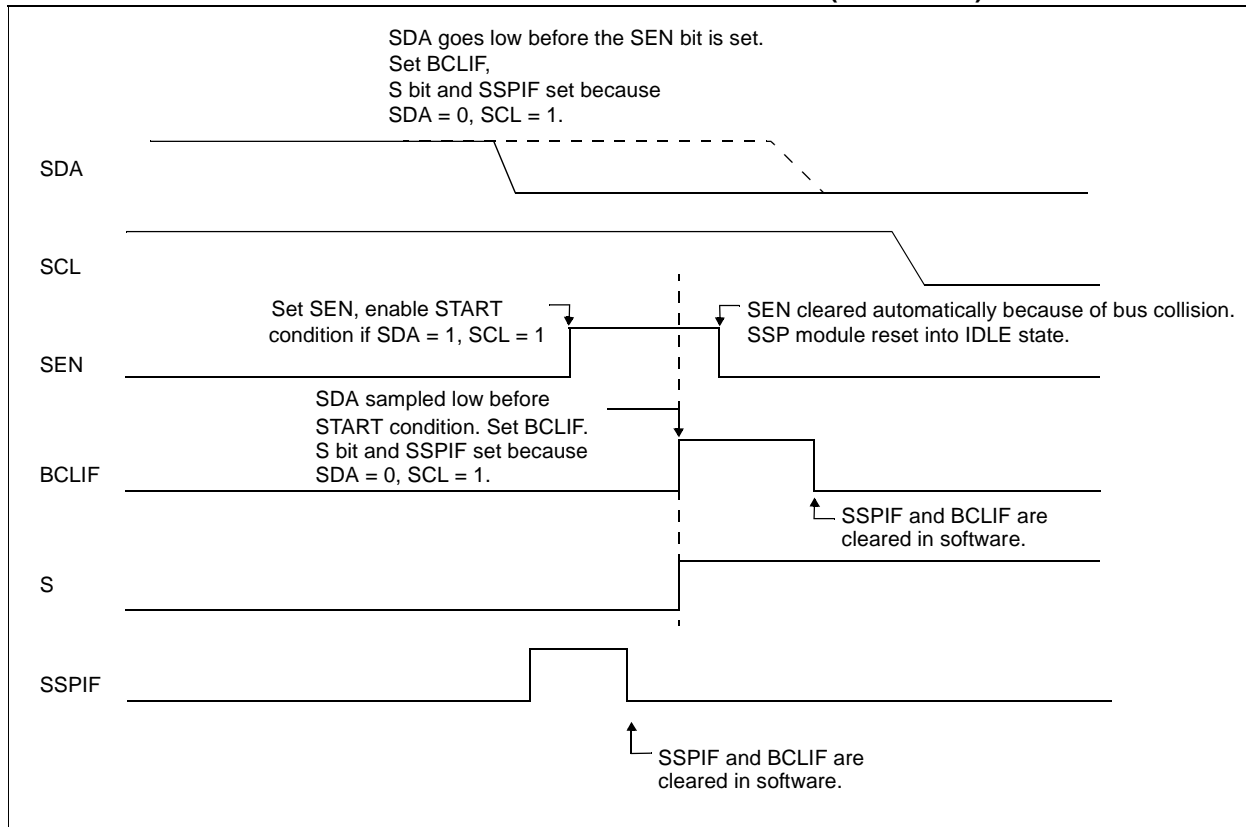 SDA goes low before the SEN bit is set.
Set BCLIF,
S bit and SSPIF set because
SDA = 0, SCL = 1.
SDA
SCL
Set SEN, enable START
condition if SDA = 1, SCL = 1
SEN cleared automatically because of bus collision.
SSP module reset into IDLE state.
SEN
SDA sampled low before
START condition. Set BCLIF.
S bit and SSPIF set because
SDA = 0, SCL = 1.
BCLIF
SSPIF and BCLIF are
cleared in software.
S
SSPIF
SSPIF and BCLIF are
cleared in software.